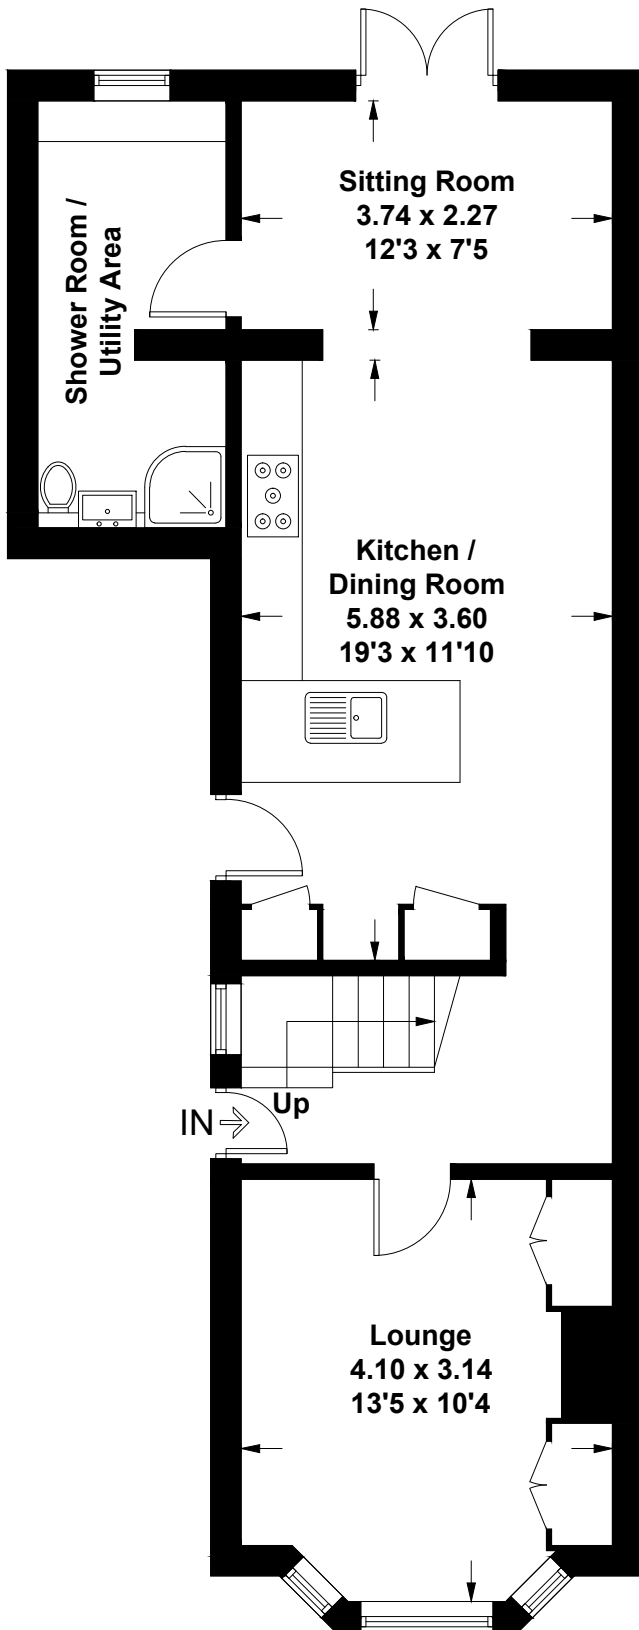 Sitting Room
3.74 x 2.27
12'3 x 7'5
Shower Room /
Utility Area
Kitchen /
Dining Room
5.88 x 3.60
19'3 x 11'10
Up
IN
Lounge
4.10 x 3.14
13'5 x 10'4